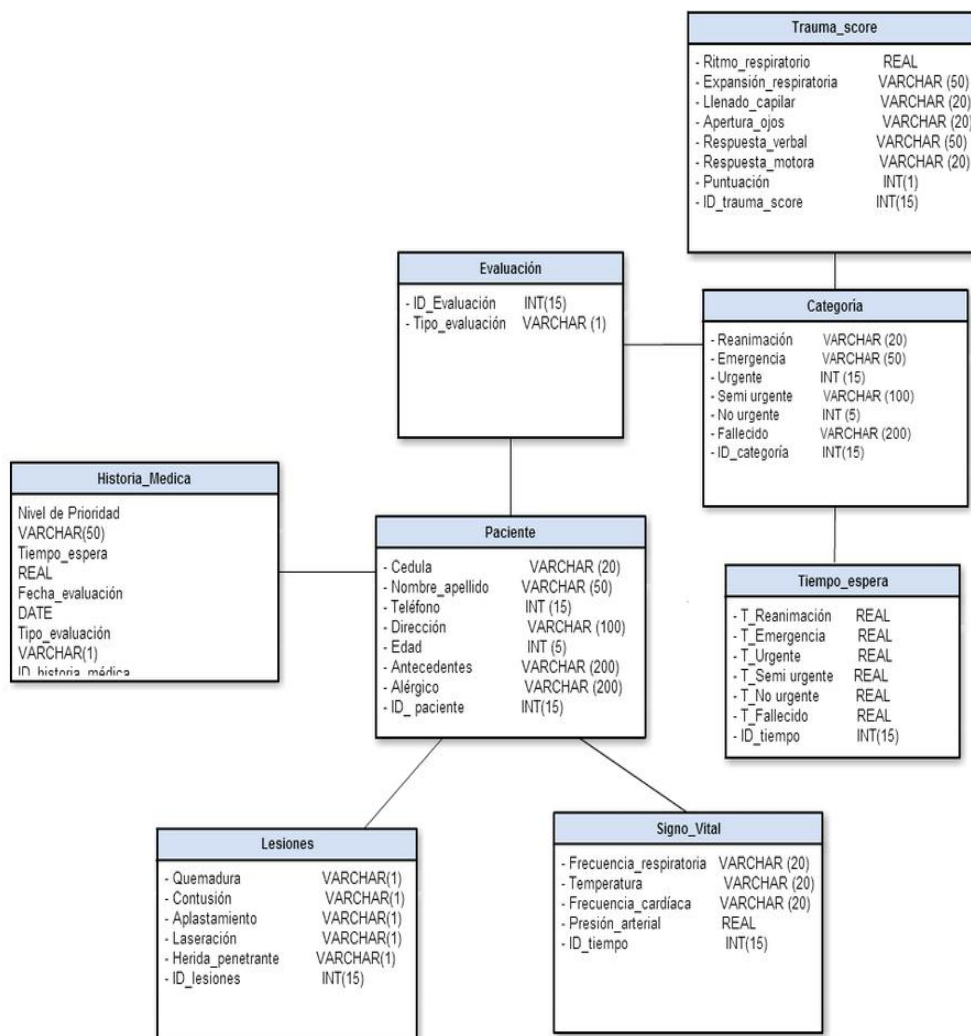 Trauma_score
- Ritmo_respiratorio REAL
- Expansión_respiratoria VARCHAR (50)
- Llenado_capilar VARCHAR (20)
- Apertura_ojos VARCHAR (20)
- Respuesta_verbal VARCHAR (50)
- Respuesta_motora VARCHAR (20)
- Puntuación INT(1)
- ID_trauma_score INT(15)
Evaluación
- ID_Evaluación INT(15)
- Tipo_evaluación VARCHAR (1)
Categoría
- Reanimación VARCHAR (20)
- Emergencia VARCHAR (50)
- Urgente INT (15)
- Semi urgente VARCHAR (100)
- No urgente INT (5)
- Fallecido VARCHAR (200)
- ID_categoría INT(15)
Historia_Medica
Nivel de Prioridad
VARCHAR(50)
Tiempo_espera
REAL
Fecha_evaluación
DATE
Tipo_evaluación
VARCHAR(1)
ID_historia_médica
Paciente
- Cedula VARCHAR (20)
- Nombre_apellido VARCHAR (50)
- Teléfono INT (15)
- Dirección VARCHAR (100)
- Edad INT (5)
- Antecedentes VARCHAR (200)
- Alérgico VARCHAR (200)
- ID_ paciente INT(15)
Tiempo_espera
- T_Reanimación REAL
- T_Emergencia REAL
- T_Urgente REAL
- T_Semi urgente REAL
- T_No urgente REAL
- T_Fallecido REAL
- ID_tiempo INT(15)
Lesiones
- Quemadura VARCHAR(1)
- Contusión VARCHAR(1)
- Aplastamiento VARCHAR(1)
- Laseración VARCHAR(1)
- Herida_penetrante VARCHAR(1)
- ID_lesiones INT(15)
Signo_Vital
- Frecuencia_respiratoria VARCHAR (20)
- Temperatura VARCHAR (20)
- Frecuencia_cardíaca VARCHAR (20)
- Presión_arterial REAL
- ID_tiempo INT(15)